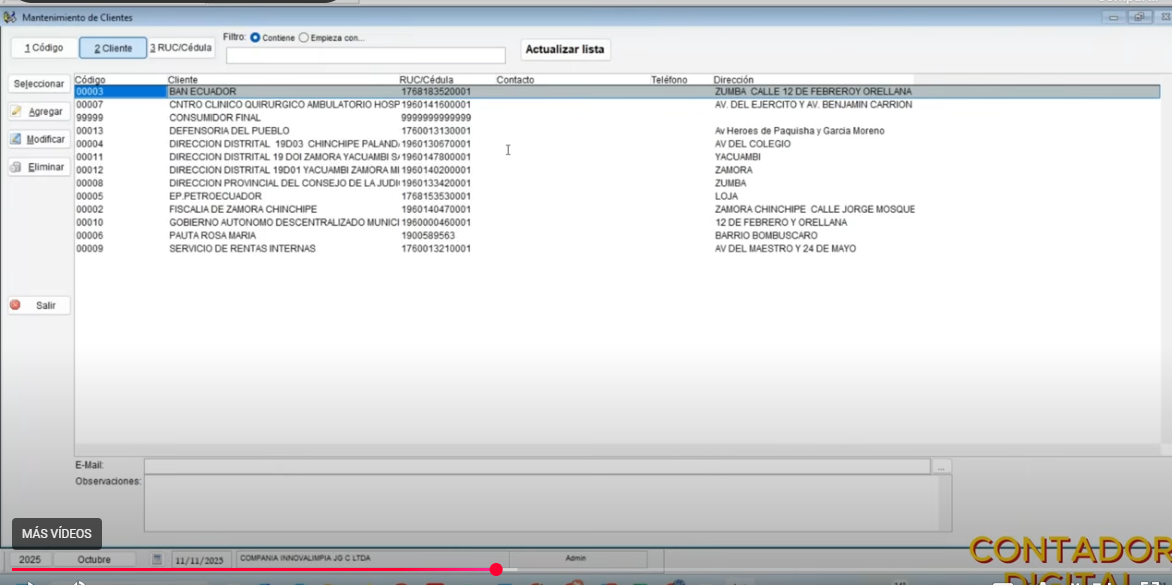 Mantenimiento de Clientes
1 Código 2 Cliente 3 RUC/Cédula Filtro: Contiene Empieza con... Actualizar lista
Seleccionar
Agregar
Modificar
Eliminar
Salir
Código Cliente RUC/Cédula Contacto Teléfono Dirección
00003 BAN ECUADOR 1768183520001 ZUMBA CALLE 12 DE FEBREROY ORELLANA
00007 CNTRO CLINICO QUIRURGICO AMBULATORIO HOSP 1960141600001 AV. DEL EJERCITO Y AV. BENJAMIN CARRION
99999 CONSUMIDOR FINAL 9999999999999
00013 DEFENSORIA DEL PUEBLO 1760013130001 Av Heroes de Paquisha y Garcia Moreno
00004 DIRECCION DISTRITAL 19D03 CHINCHIPE PALANDA 1960130670001 AV DEL COLEGIO
00011 DIRECCION DISTRITAL 19 DOI ZAMORA YACUAMBI S/ 1960147800001 YACUAMBI
00012 DIRECCION DISTRITAL 19D01 YACUAMBI ZAMORA MI 1960140200001 ZAMORA
00008 DIRECCION PROVINCIAL DEL CONSEJO DE LA JUDI 1960133420001 ZUMBA
00005 EP.PETROECUADOR 1768153530001 LOJA
00002 FISCALIA DE ZAMORA CHINCHIPE 1960140470001 ZAMORA CHINCHIPE CALLE JORGE MOSQUE
00010 GOBIERNO AUTONOMO DESCENTRALIZADO MUNICI 1960000460001 12 DE FEBRERO Y ORELLANA
00006 PAUTA ROSA MARIA 1900589563 BARRIO BOMBUSCARO
00009 SERVICIO DE RENTAS INTERNAS 1760013210001 AV DEL MAESTRO Y 24 DE MAYO
E-Mail: ...
Observaciones:
MÁS VÍDEOS
2025 Octubre 11/11/2025 COMPANIA INNOVALIMPIA JG C LTDA Admin
CONTADOR
DIGITAL